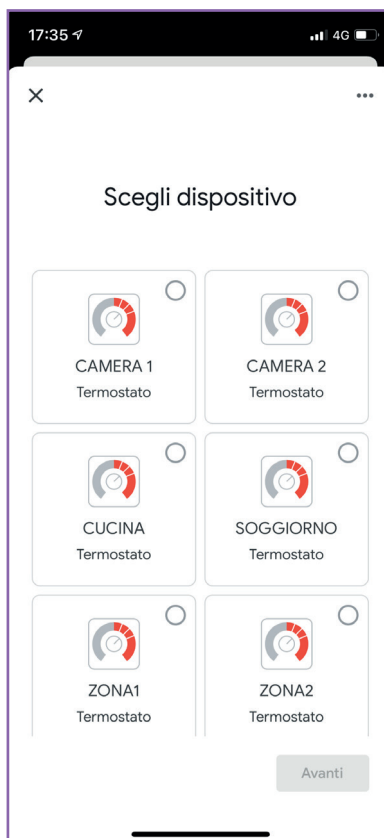 17:35
4G
Scegli dispositivo
CAMERA 1
Termostato
CAMERA 2
Termostato
CUCINA
Termostato
SOGGIORNO
Termostato
ZONA1
Termostato
ZONA2
Termostato
Avanti